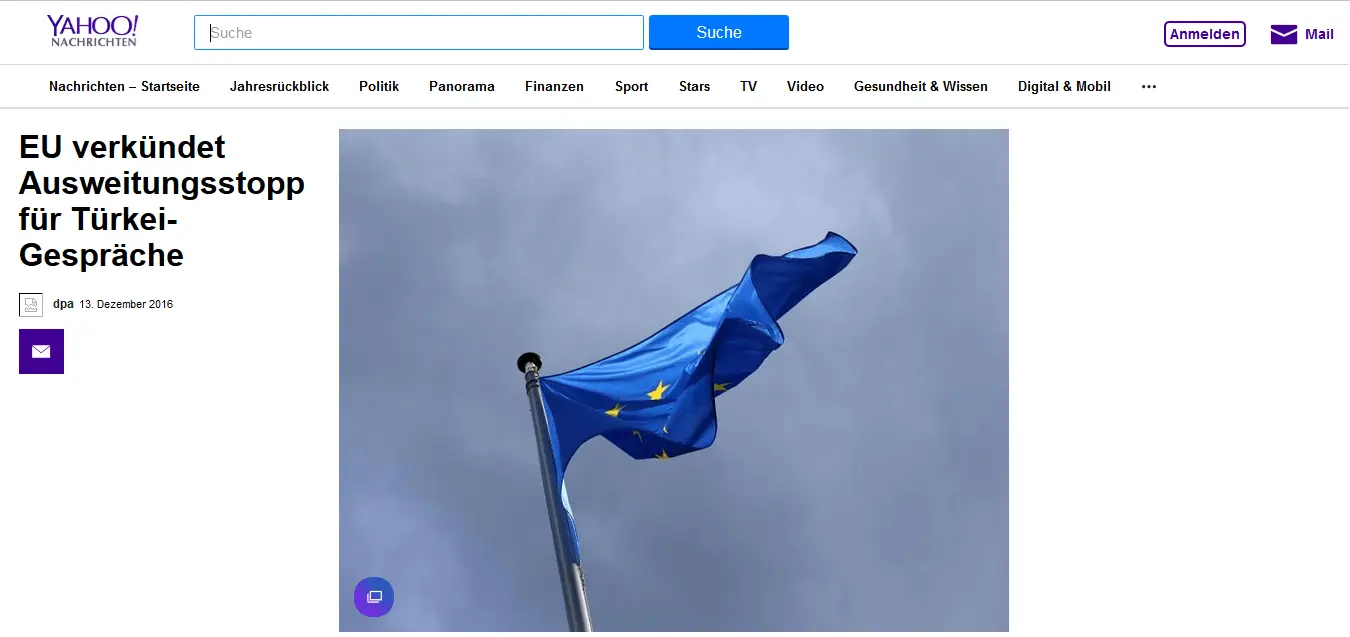 YAHOO!
NACHRICHTEN
Suche
Suche
Anmelden
Mail
Nachrichten – Startseite Jahresrückblick Politik Panorama Finanzen Sport Stars TV Video Gesundheit & Wissen Digital & Mobil ···
EU verkündet
Ausweitungsstopp
für Türkei-
Gespräche
dpa 13. Dezember 2016